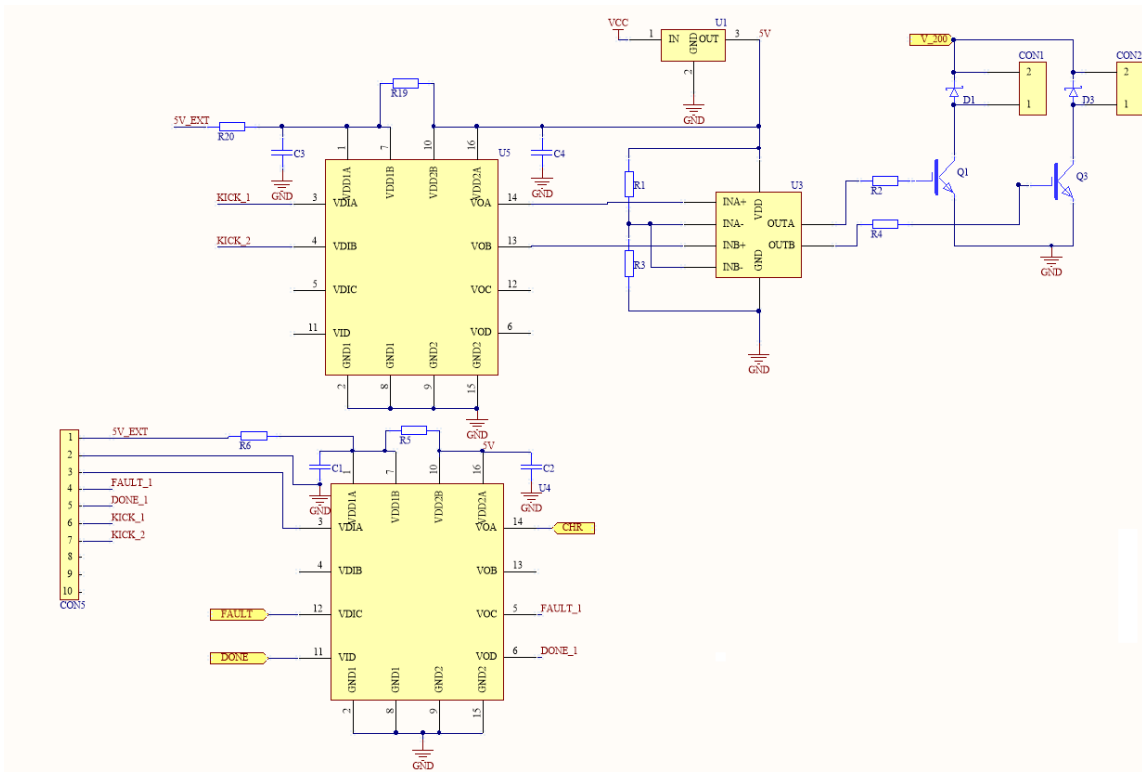 VCC
U1
1 IN GND OUT 3 5V
2
GND
V_200
CON1
2
1
D1
CON2
2
1
D3
R19
5V_EXT
R20
C3
GND
1 7 10 16
U5
C4
GND
VDD1A VDD1B VDD2B VDD2A
KICK_1 3 VDIA VOA 14
KICK_2 4 VDIB VOB 13
5 VDIC VOC 12
11 VID VOD 6
GND1 GND1 GND2 GND2
2 8 9 15
GND
R1
R3
U3
INA+ VDD
INA- OUTA
INB+ OUTB
INB- GND
GND
R2
R4
Q1
Q3
GND
1 5V_EXT
2
3
4 FAULT_1
5 DONE_1
6 KICK_1
7 KICK_2
8
9
10
CON5
R6
R5
5V
C1
GND
1 7 10 16
C2
GND
U4
VDD1A VDD1B VDD2B VDD2A
3 VDIA VOA 14 CHR
4 VDIB VOB 13
FAULT 12 VDIC VOC 5 FAULT_1
DONE 11 VID VOD 6 DONE_1
GND1 GND1 GND2 GND2
2 8 9 15
GND